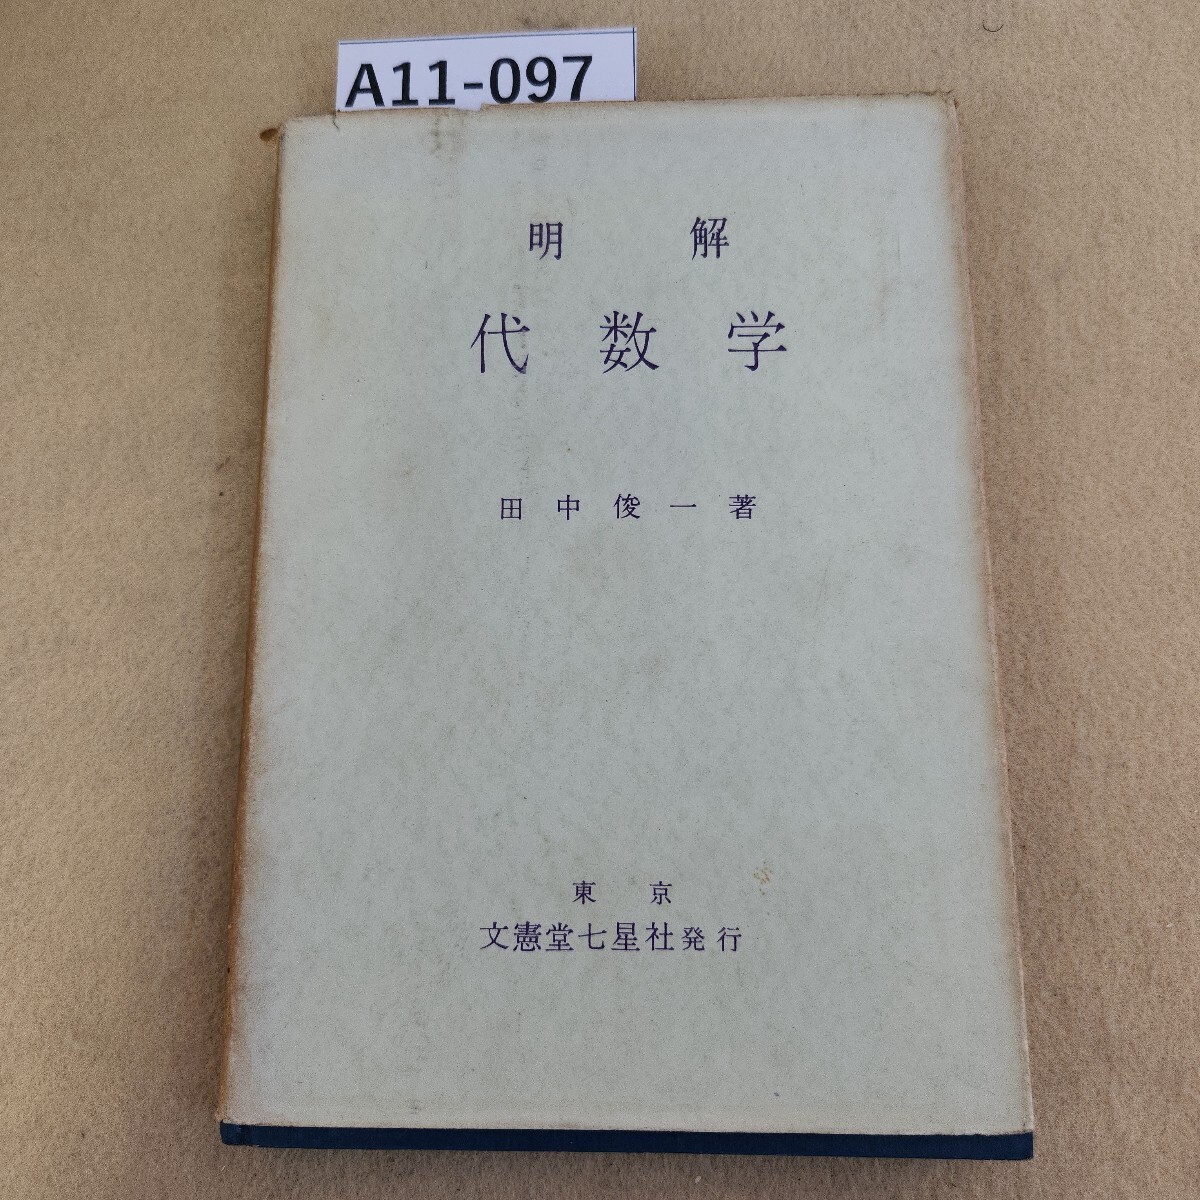 A11-097
明解
代数学
田中俊一著
東京
文憲堂七星社発行